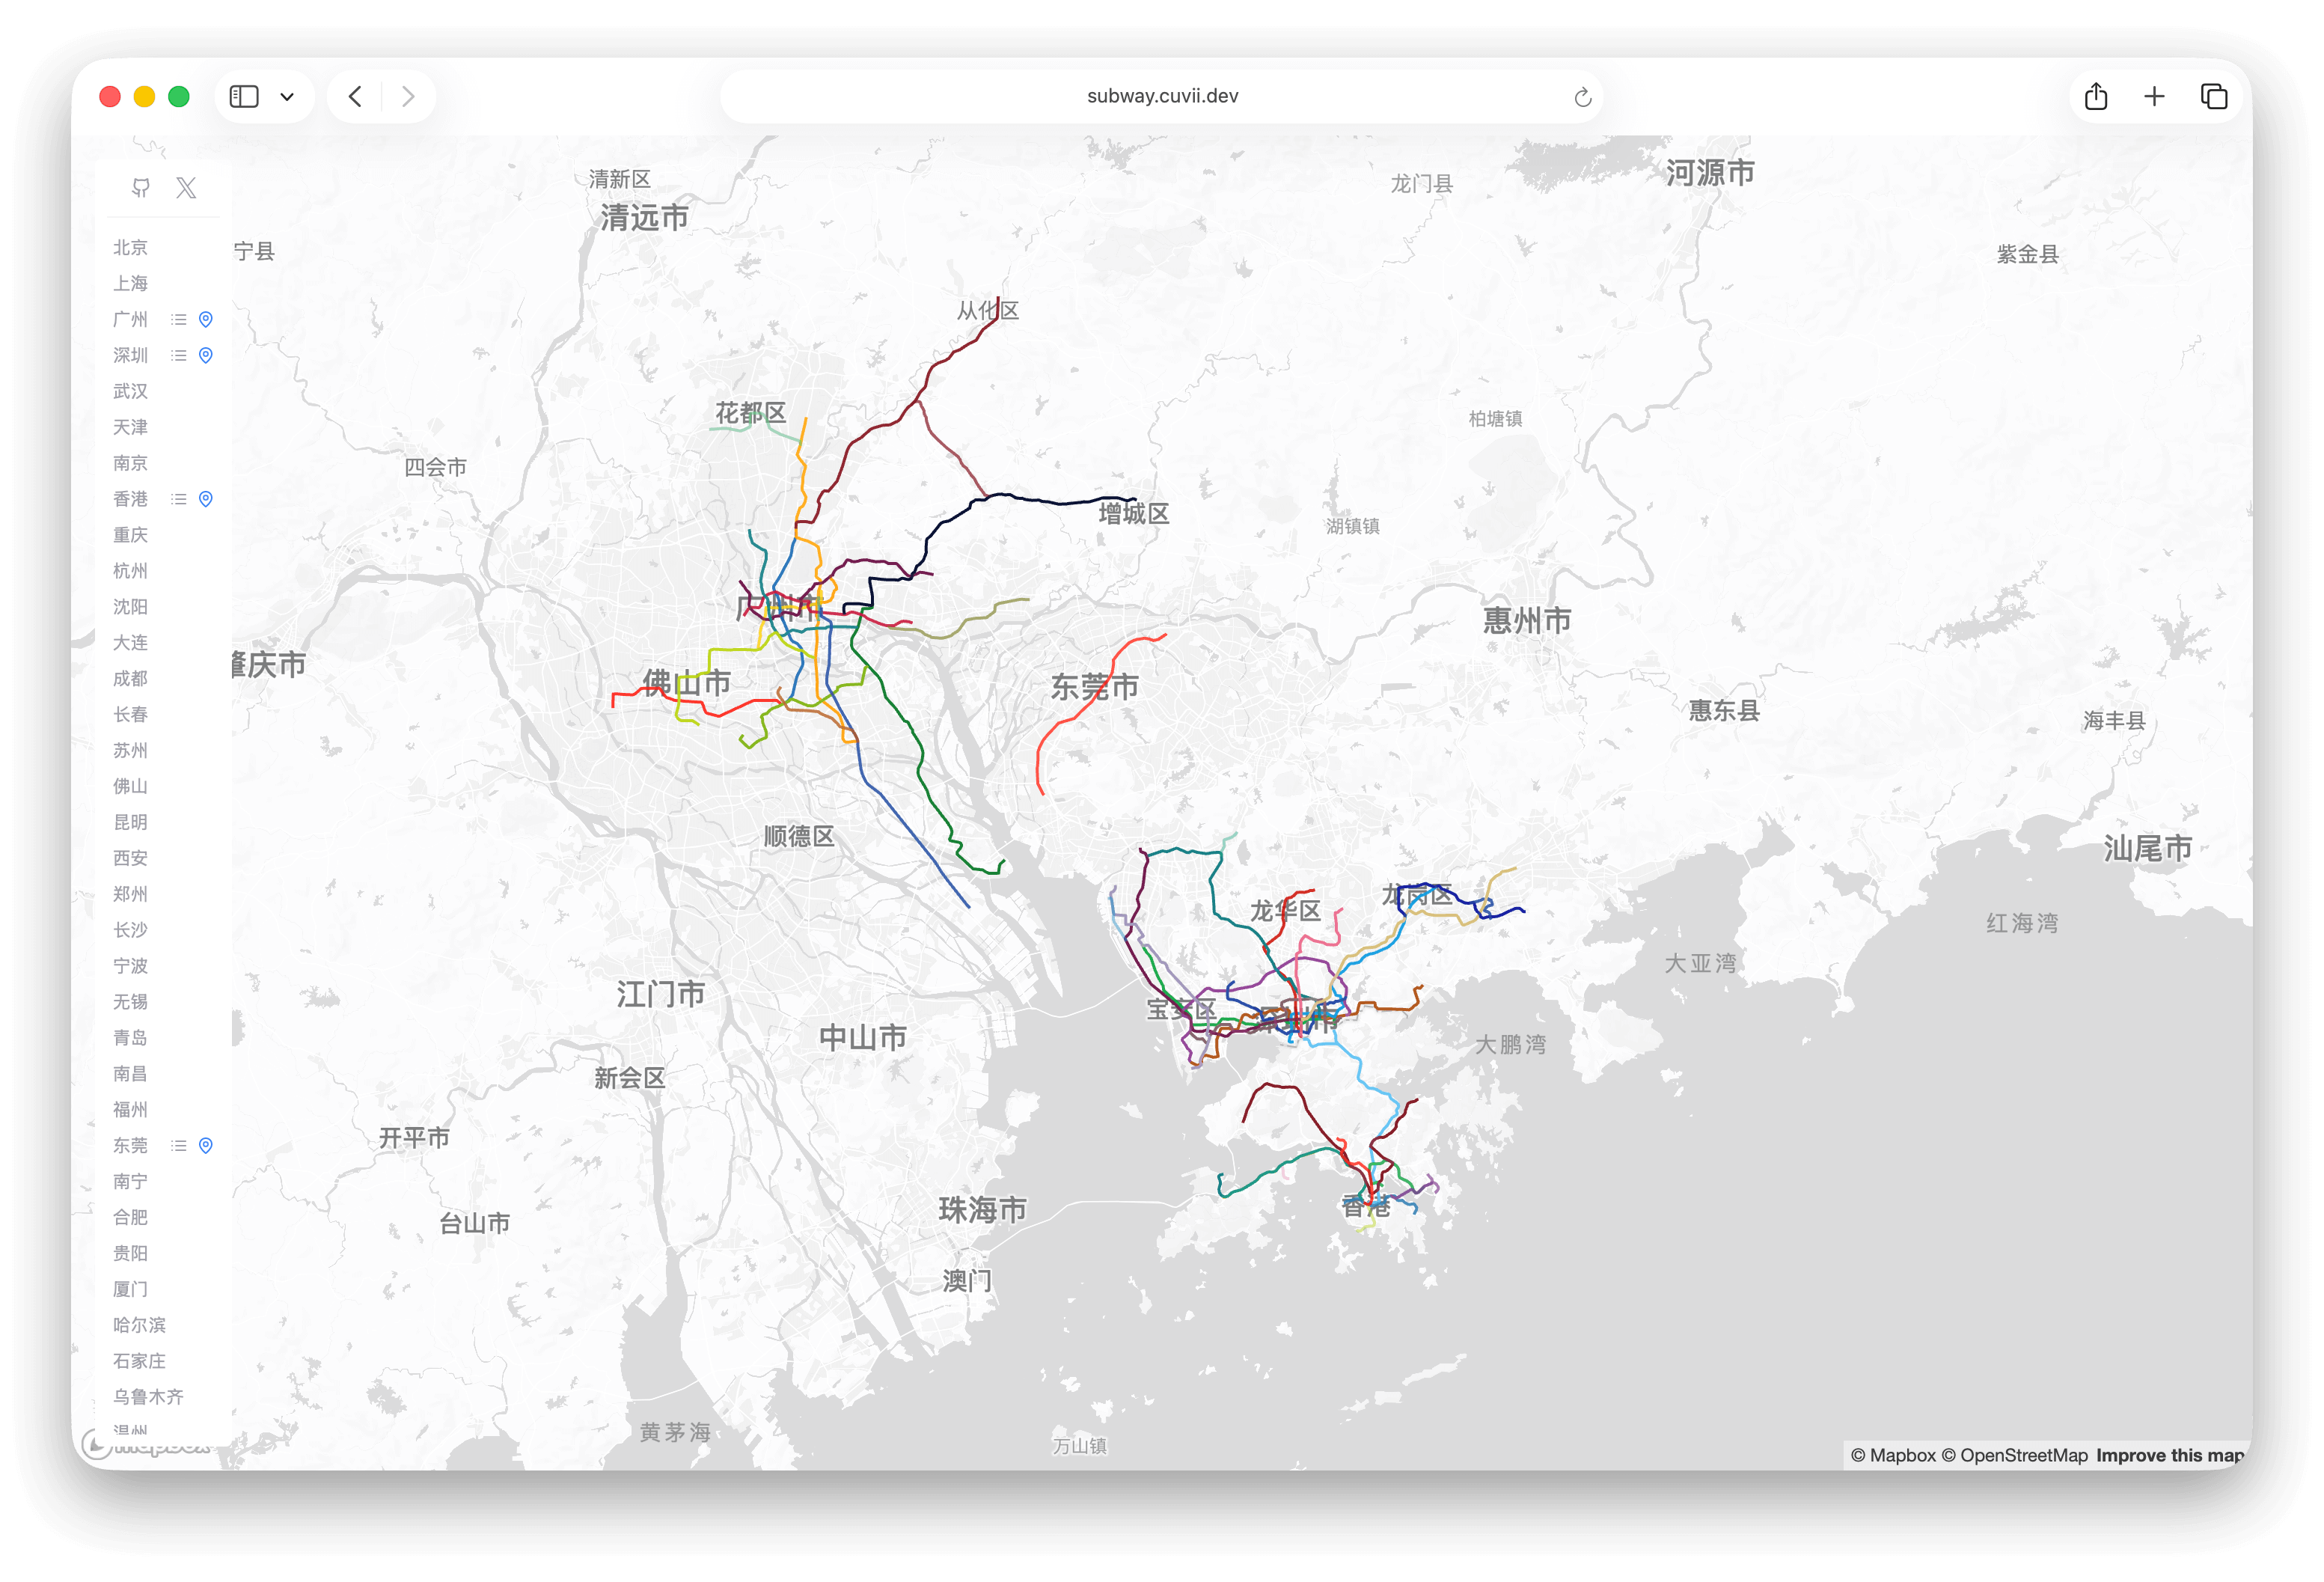 subway.cuvii.dev
北京
上海
广州
深圳
武汉
天津
南京
香港
重庆
杭州
沈阳
大连
成都
长春
苏州
佛山
昆明
西安
郑州
长沙
宁波
无锡
青岛
南昌
福州
东莞
南宁
合肥
贵阳
厦门
哈尔滨
石家庄
乌鲁木齐
温州
mapbox
清新区
清远市
宁县
龙门县
河源市
紫金县
从化区
花都区
柏塘镇
四会市
增城区
湖镇镇
广州市
惠州市
肇庆市
佛山市
东莞市
惠东县
海丰县
顺德区
汕尾市
龙华区
龙岗区
红海湾
大亚湾
江门市
宝安区
深圳市
中山市
大鹏湾
新会区
开平市
珠海市
香港
台山市
澳门
黄茅海
万山镇
© Mapbox © OpenStreetMap Improve this map